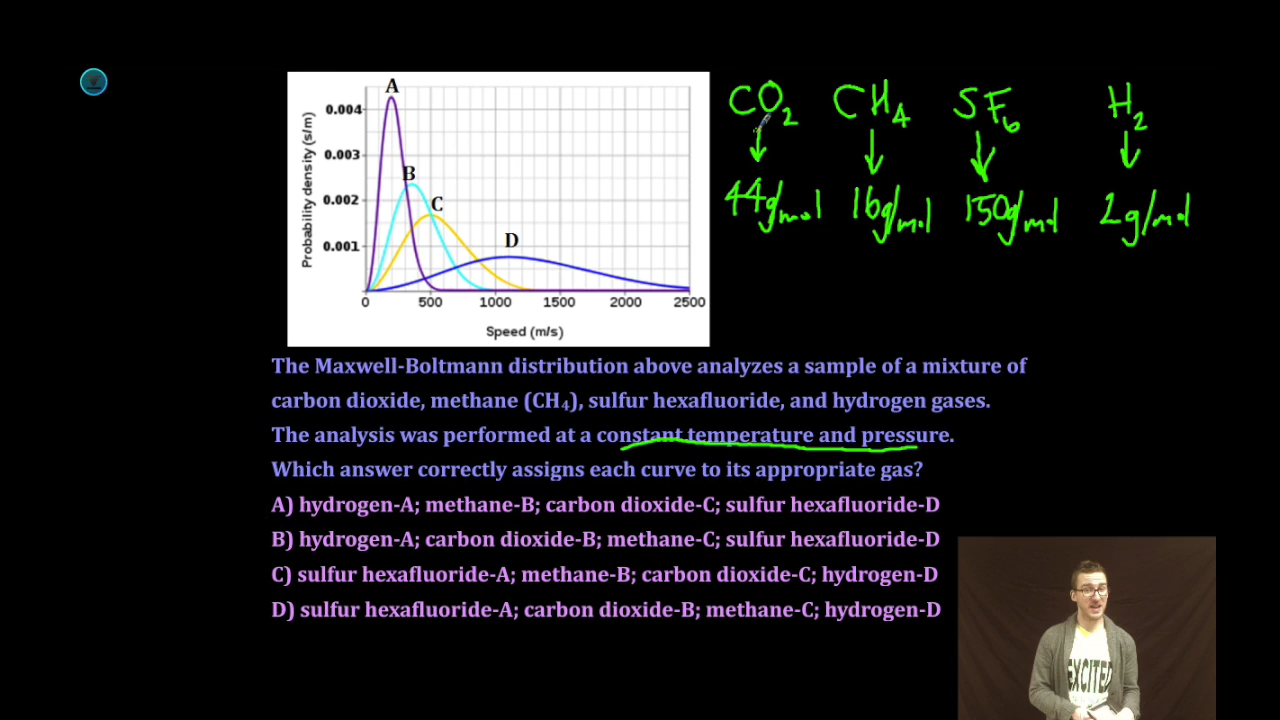 A
B
C
D
0.004
0.003
0.002
0.001
0 500 1000 1500 2000 2500
Probability density (s/m)
Speed (m/s)
CO₂ CH₄ SF₆ H₂
44g/mol 16g/mol 150g/mol 2g/mol
The Maxwell-Boltmann distribution above analyzes a sample of a mixture of
carbon dioxide, methane (CH₄), sulfur hexafluoride, and hydrogen gases.
The analysis was performed at a constant temperature and pressure.
Which answer correctly assigns each curve to its appropriate gas?
A) hydrogen-A; methane-B; carbon dioxide-C; sulfur hexafluoride-D
B) hydrogen-A; carbon dioxide-B; methane-C; sulfur hexafluoride-D
C) sulfur hexafluoride-A; methane-B; carbon dioxide-C; hydrogen-D
D) sulfur hexafluoride-A; carbon dioxide-B; methane-C; hydrogen-D
EXCITED